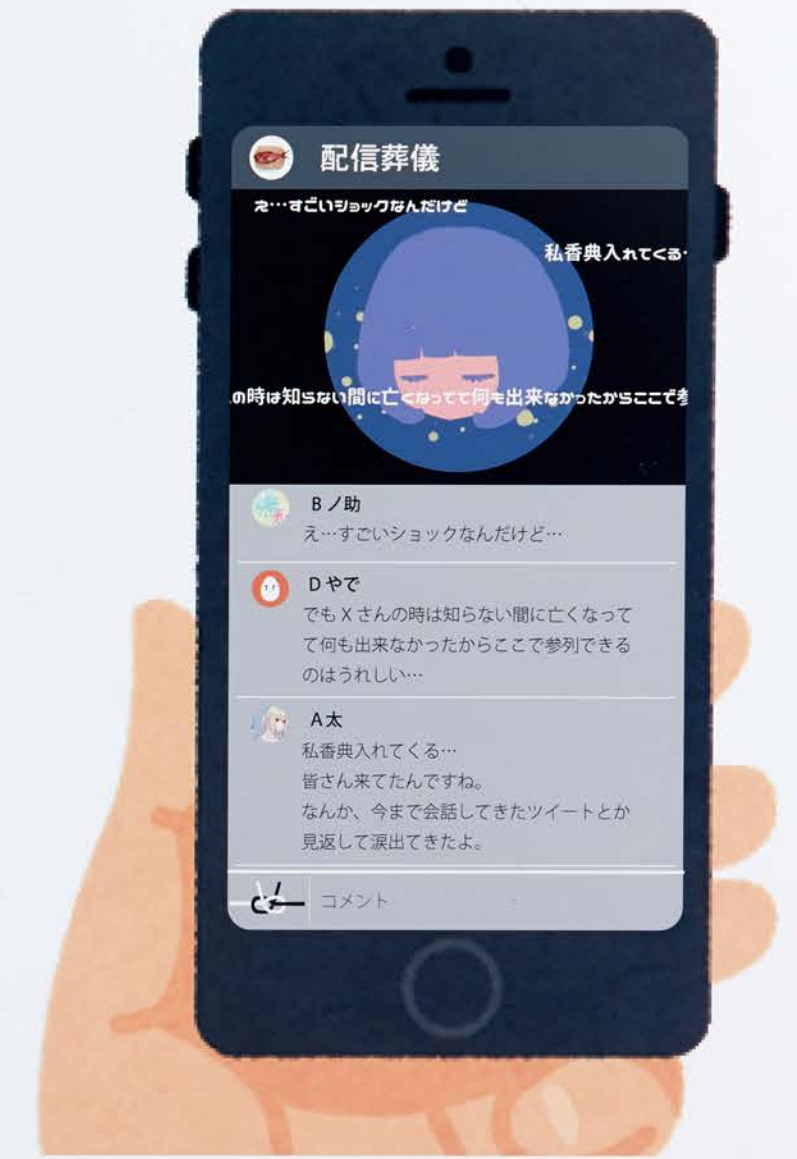 配信葬儀
え…すごいショックなんだけど
私香典入れてくる…
の時は知らない間に亡くなってて何も出来なかったからここで参
Bノ助
え…すごいショックなんだけど…
Dやで
でもXさんの時は知らない間に亡くなって
て何も出来なかったからここで参列できる
のはうれしい…
A太
私香典入れてくる…
皆さん来てたんですね。
なんか、今まで会話してきたツイートとか
見返して涙出てきたよ。
コメント